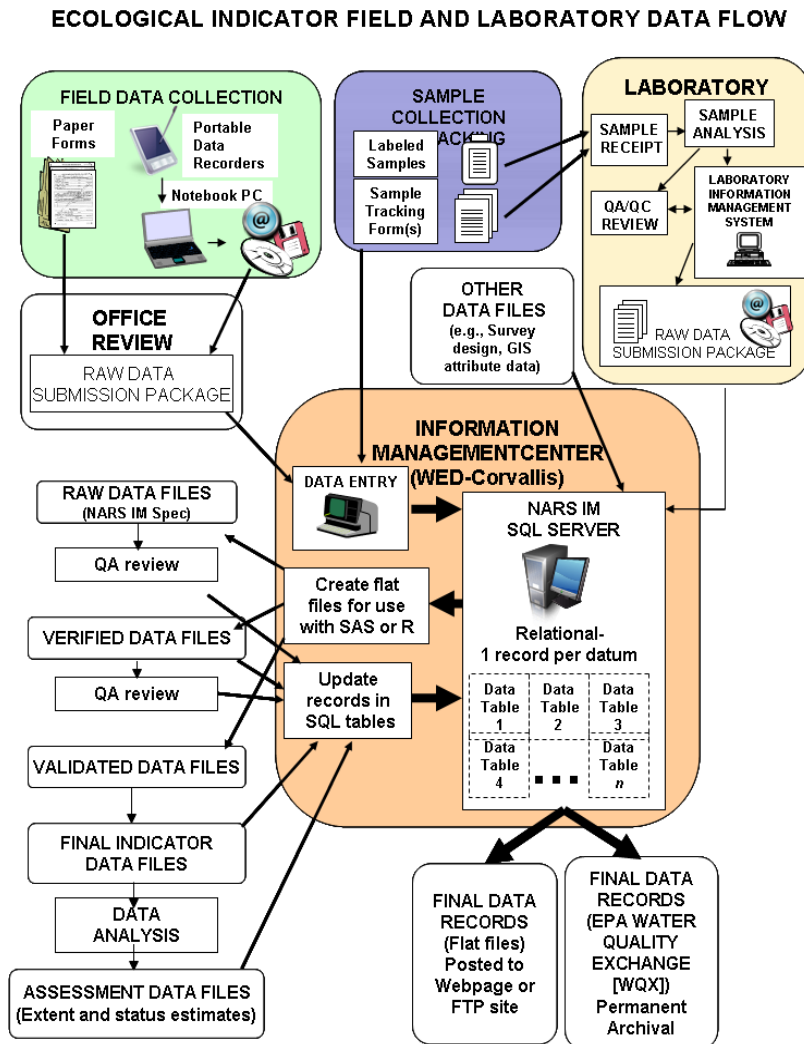 ECOLOGICAL INDICATOR FIELD AND LABORATORY DATA FLOW
FIELD DATA COLLECTION
Paper
Forms
Portable
Data
Recorders
Notebook PC
@
SAMPLE
COLLECTION
Labeled
Samples
Sample
Tracking
Form(s)
LABORATORY
SAMPLE
RECEIPT
SAMPLE
ANALYSIS
QA/QC
REVIEW
LABORATORY
INFORMATION
MANAGEMENT
SYSTEM
@
RAW DATA
SUBMISSION PACKAGE
OFFICE
REVIEW
RAW DATA
SUBMISSION PACKAGE
OTHER
DATA FILES
(e.g., Survey
design, GIS
attribute data)
INFORMATION
MANAGEMENTCENTER
(WED-Corvallis)
DATA ENTRY
NARS IM
SQL SERVER
Relational-
1 record per datum
Data
Table
1
Data
Table
2
Data
Table
3
Data
Table
4
...
Data
Table
n
Create flat
files for use
with SAS or R
Update
records in
SQL tables
RAW DATA FILES
(NARS IM Spec)
QA review
VERIFIED DATA FILES
QA review
VALIDATED DATA FILES
FINAL INDICATOR
DATA FILES
DATA
ANALYSIS
ASSESSMENT DATA FILES
(Extent and status estimates)
FINAL DATA
RECORDS
(Flat files)
Posted to
Webpage or
FTP site
FINAL DATA
RECORDS
(EPA WATER
QUALITY
EXCHANGE
[WQX])
Permanent
Archival